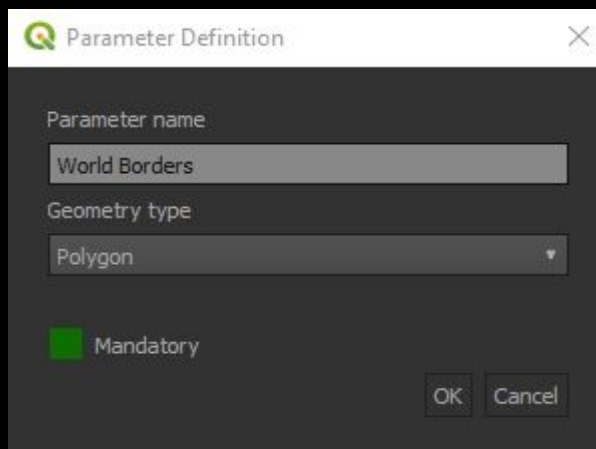 Parameter Definition
Parameter name
World Borders
Geometry type
Polygon
Mandatory
OK Cancel